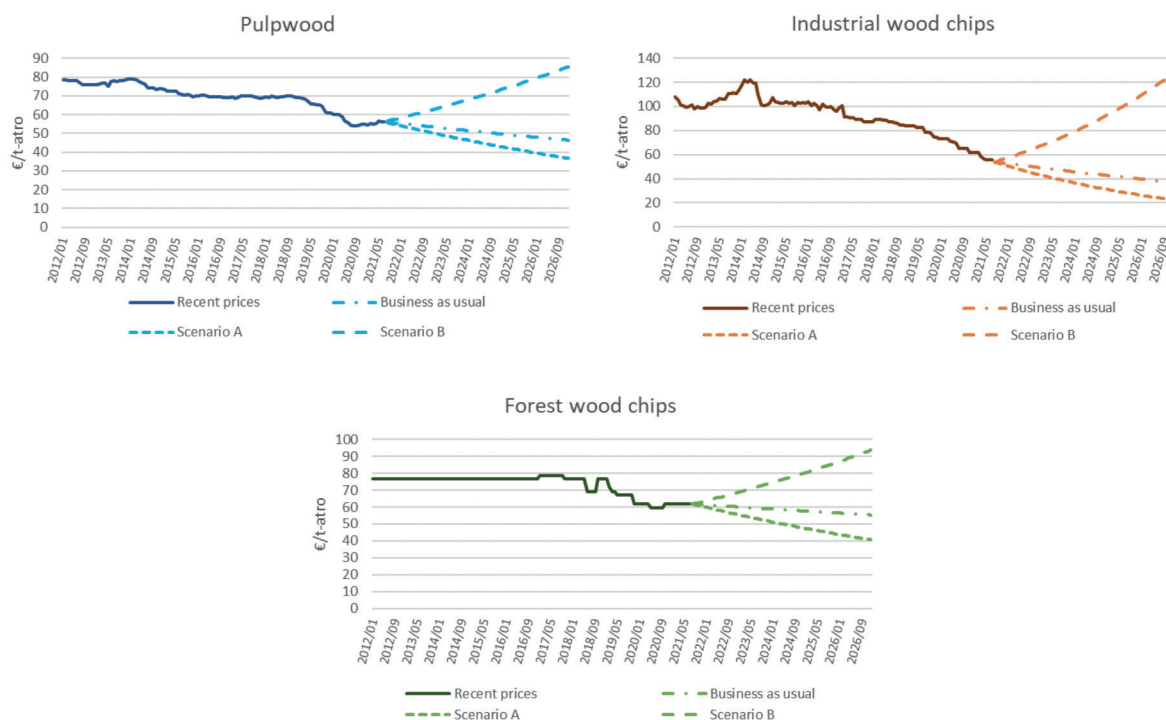 Pulpwood
90
80
70
60
50
40
30
20
10
0
€/t-atro
2012/01 2012/09 2013/05 2014/01 2014/09 2015/05 2016/01 2016/09 2017/05 2018/01 2018/09 2019/05 2020/01 2020/09 2021/05 2022/01 2022/09 2023/05 2024/01 2024/09 2025/05 2026/01 2026/09
Recent prices Business as usual
Scenario A Scenario B
Industrial wood chips
140
120
100
80
60
40
20
0
€/t-atro
2012/01 2012/09 2013/05 2014/01 2014/09 2015/05 2016/01 2016/09 2017/05 2018/01 2018/09 2019/05 2020/01 2020/09 2021/05 2022/01 2022/09 2023/05 2024/01 2024/09 2025/05 2026/01 2026/09
Recent prices Business as usual
Scenario A Scenario B
Forest wood chips
100
90
80
70
60
50
40
30
20
10
0
€/t-atro
2012/01 2012/09 2013/05 2014/01 2014/09 2015/05 2016/01 2016/09 2017/05 2018/01 2018/09 2019/05 2020/01 2020/09 2021/05 2022/01 2022/09 2023/05 2024/01 2024/09 2025/05 2026/01 2026/09
Recent prices Business as usual
Scenario A Scenario B